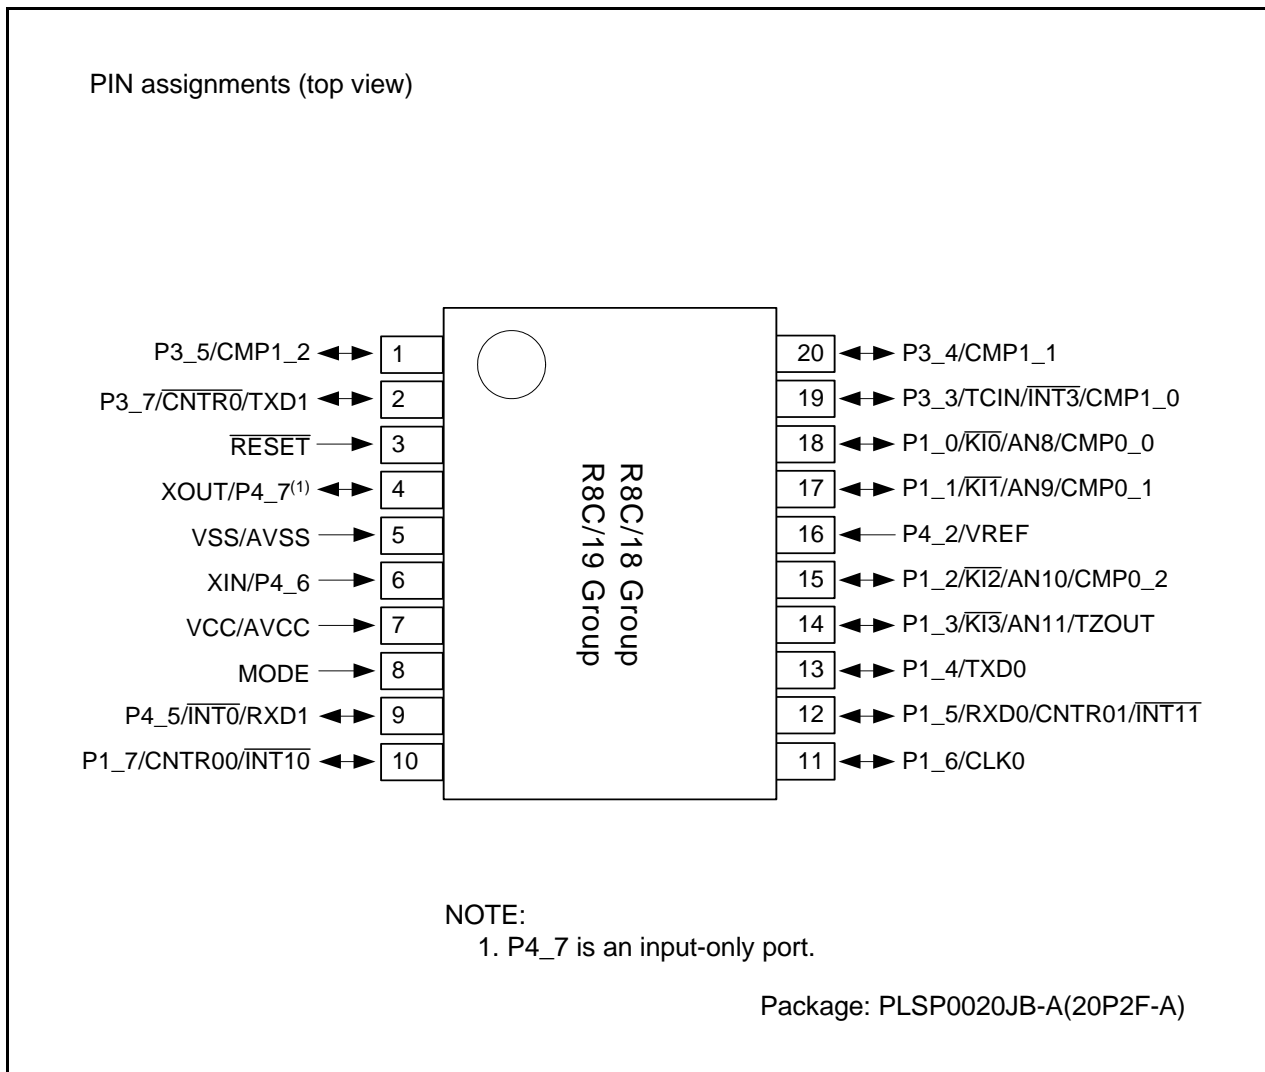 PIN assignments (top view)
P3_5/CMP1_2
1
P3_7/CNTR0/TXD1
2
RESET
3
XOUT/P4_7(1)
4
VSS/AVSS
5
XIN/P4_6
6
VCC/AVCC
7
MODE
8
P4_5/INT0/RXD1
9
P1_7/CNTR00/INT10
10
R8C/18 Group
R8C/19 Group
20
P3_4/CMP1_1
19
P3_3/TCIN/INT3/CMP1_0
18
P1_0/KI0/AN8/CMP0_0
17
P1_1/KI1/AN9/CMP0_1
16
P4_2/VREF
15
P1_2/KI2/AN10/CMP0_2
14
P1_3/KI3/AN11/TZOUT
13
P1_4/TXD0
12
P1_5/RXD0/CNTR01/INT11
11
P1_6/CLK0
NOTE:
1. P4_7 is an input-only port.
Package: PLSP0020JB-A(20P2F-A)